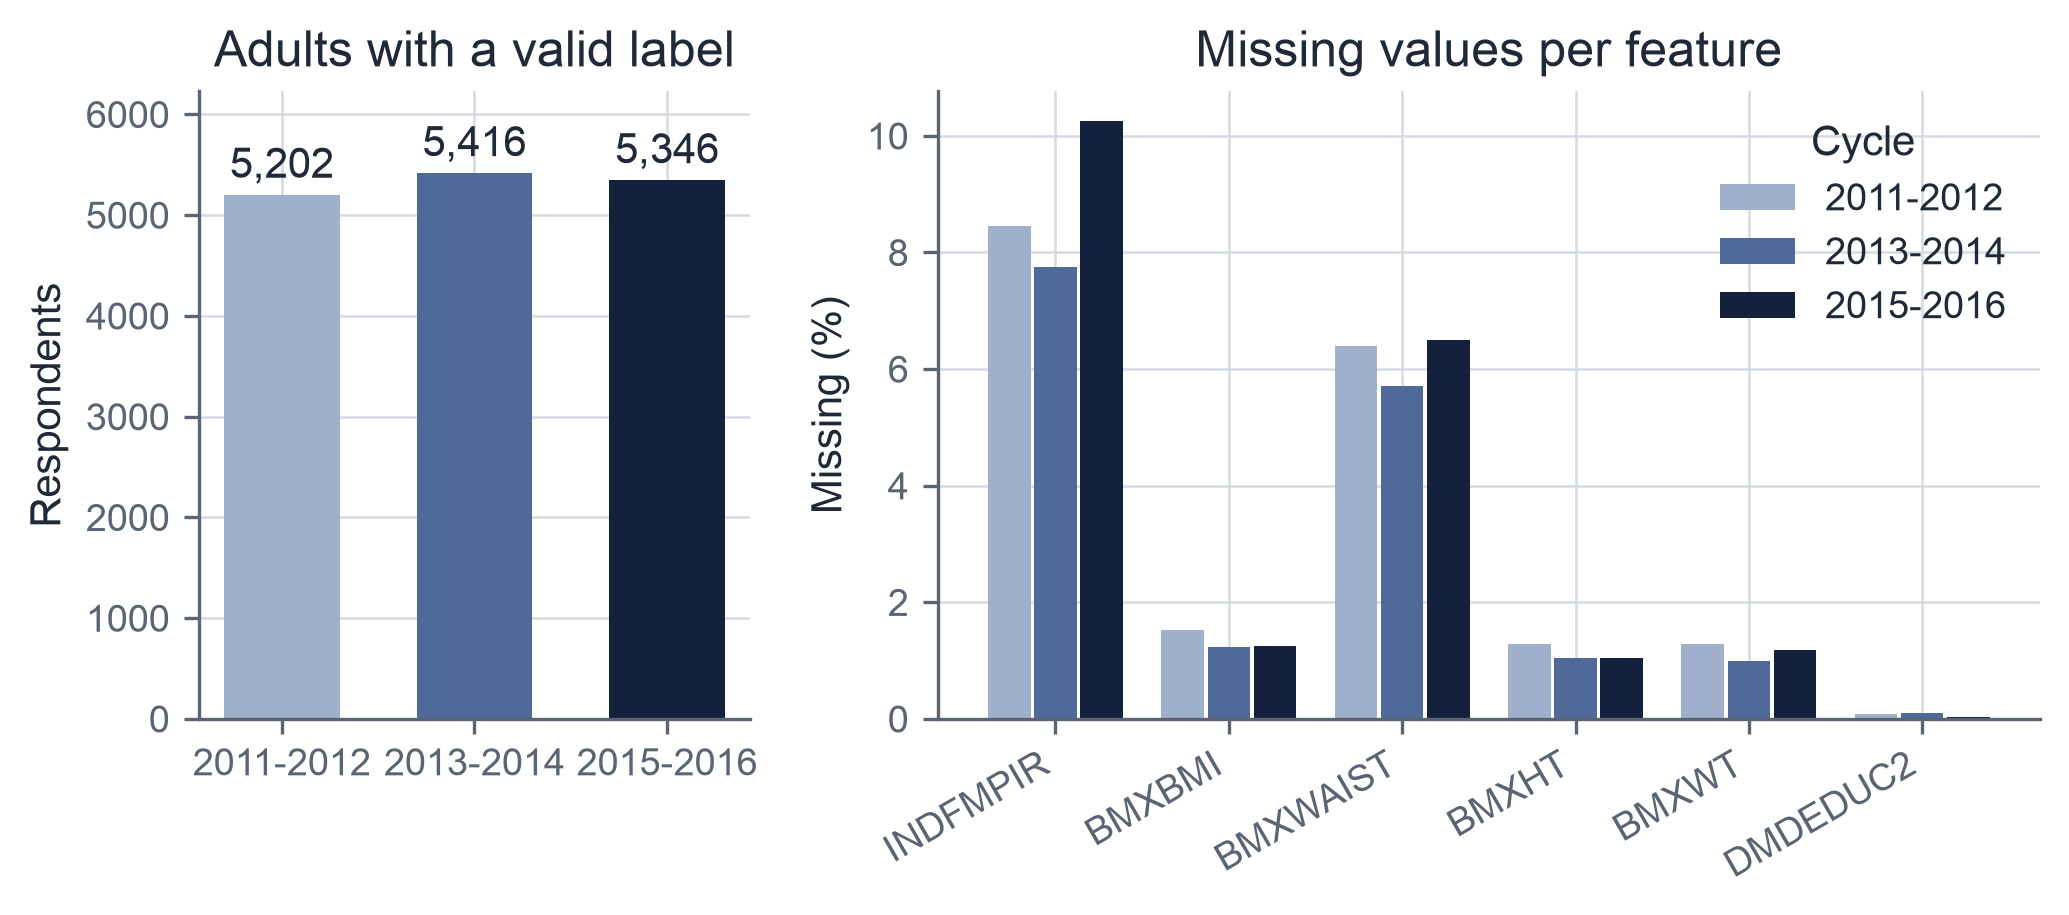 Adults with a valid label
Respondents
6000
5000
4000
3000
2000
1000
0
5,202
5,416
5,346
2011-2012 2013-2014 2015-2016
Missing values per feature
Missing (%)
10
8
6
4
2
0
Cycle
2011-2012
2013-2014
2015-2016
INDFMPIR
BMXBMI
BMXWAIST
BMXHT
BMXWT
DMDEDUC2